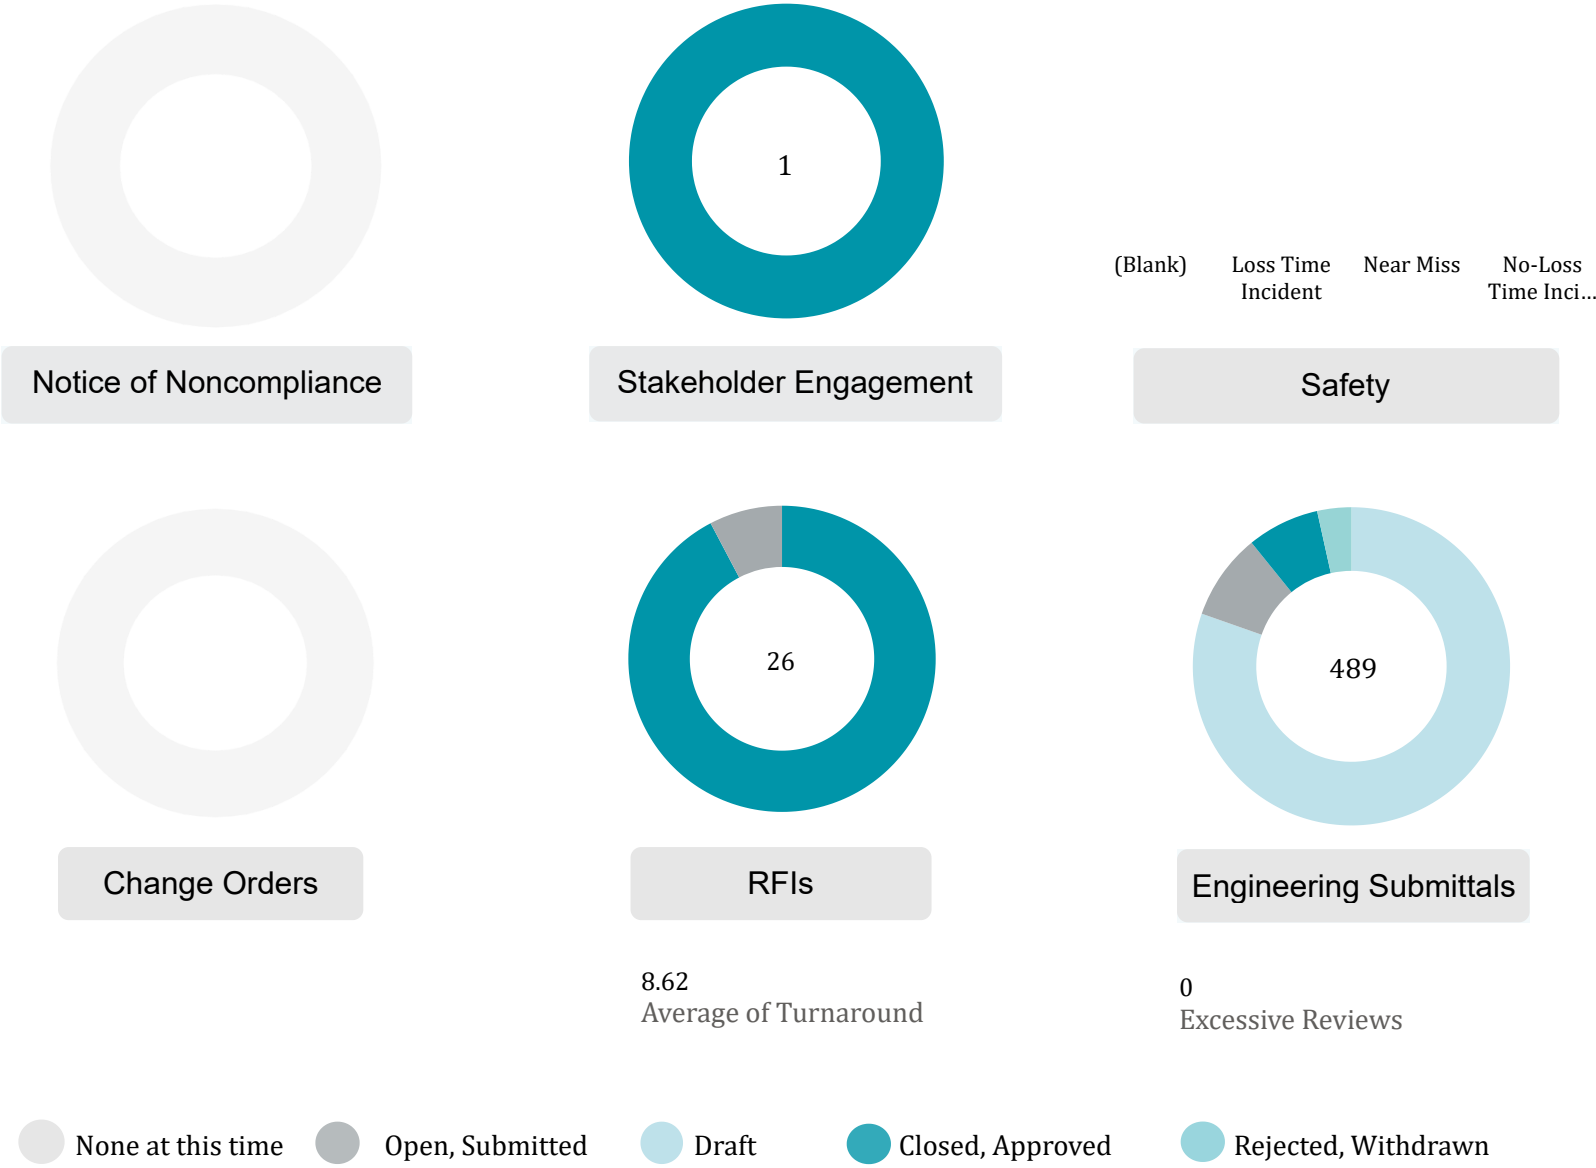 1
(Blank)
Loss Time
Incident
Near Miss
No-Loss
Time Inci...
Notice of Noncompliance
Stakeholder Engagement
Safety
26
489
Change Orders
RFIs
Engineering Submittals
8.62
Average of Turnaround
0
Excessive Reviews
None at this time
Open, Submitted
Draft
Closed, Approved
Rejected, Withdrawn